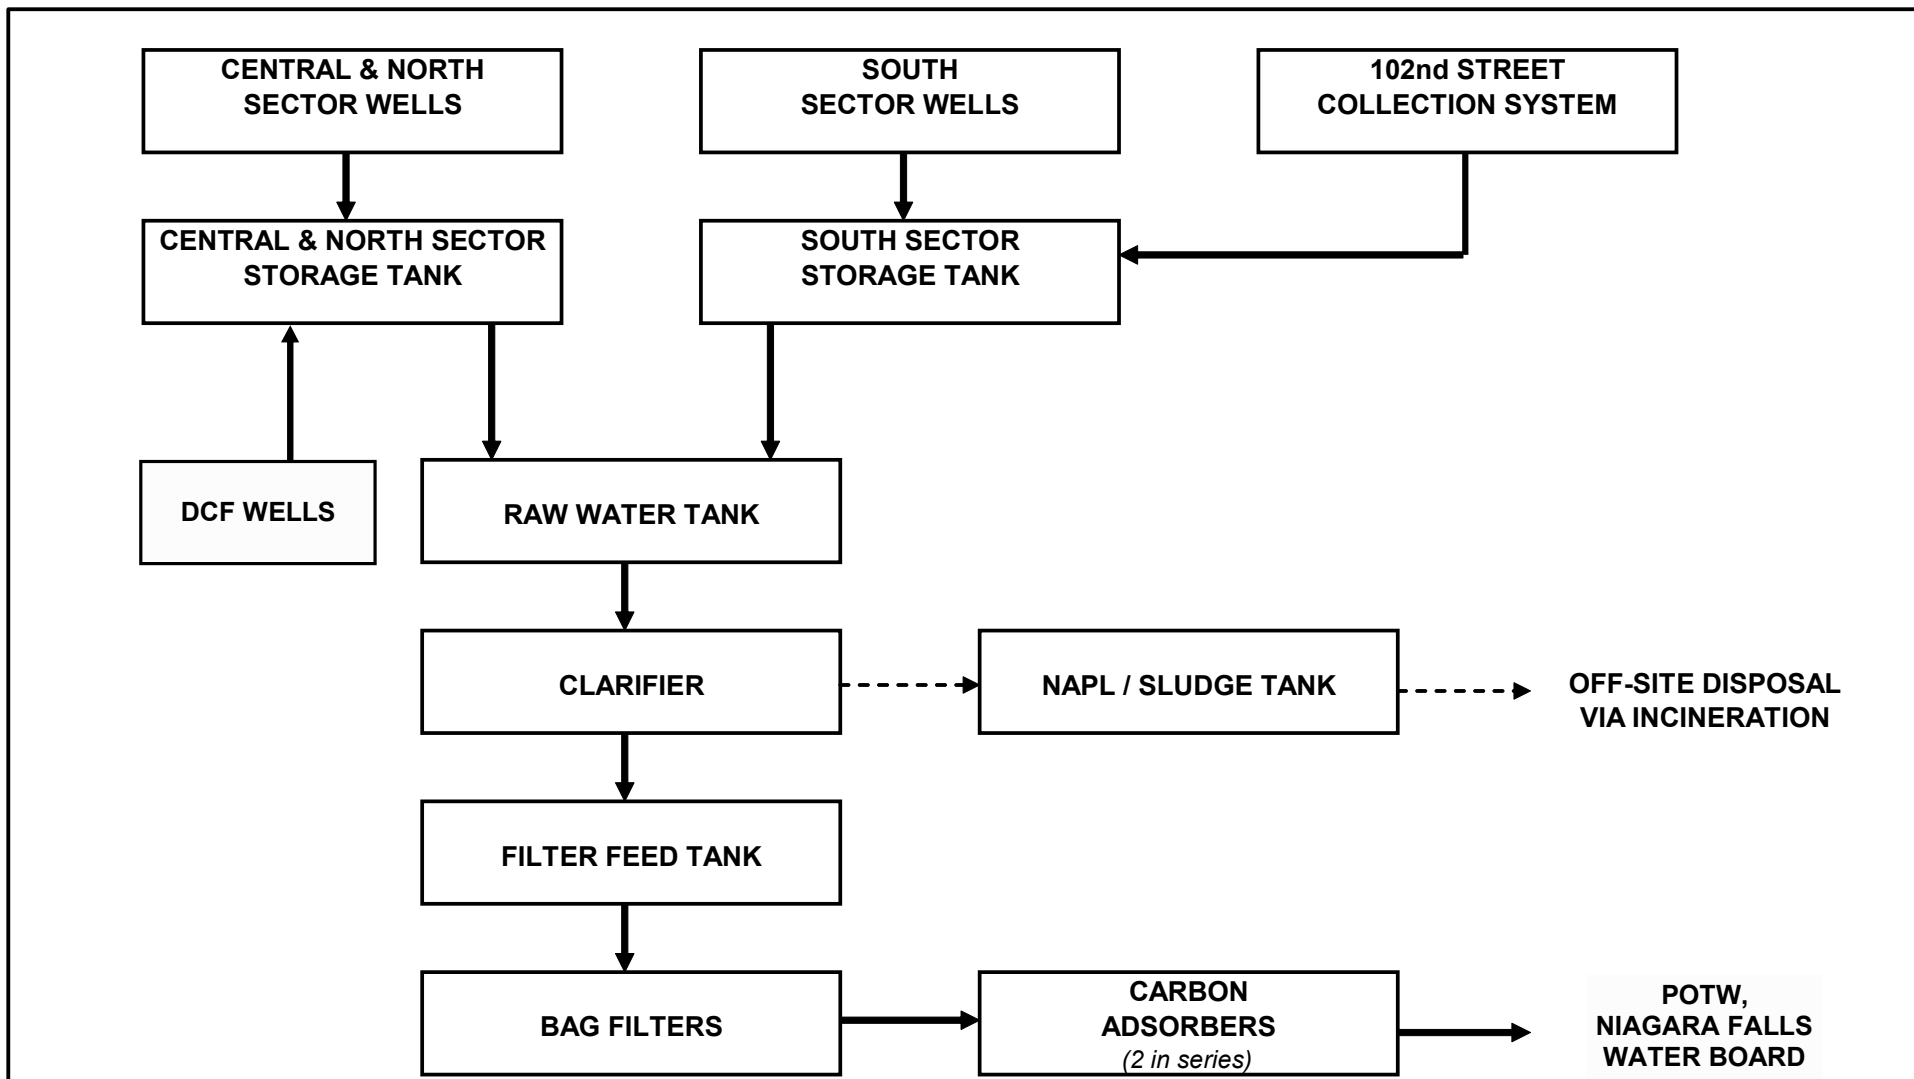 CENTRAL & NORTH
SECTOR WELLS
SOUTH
SECTOR WELLS
102nd STREET
COLLECTION SYSTEM
CENTRAL & NORTH SECTOR
STORAGE TANK
SOUTH SECTOR
STORAGE TANK
DCF WELLS
RAW WATER TANK
CLARIFIER
NAPL / SLUDGE TANK
OFF-SITE DISPOSAL
VIA INCINERATION
FILTER FEED TANK
BAG FILTERS
CARBON
ADSORBERS
(2 in series)
POTW,
NIAGARA FALLS
WATER BOARD